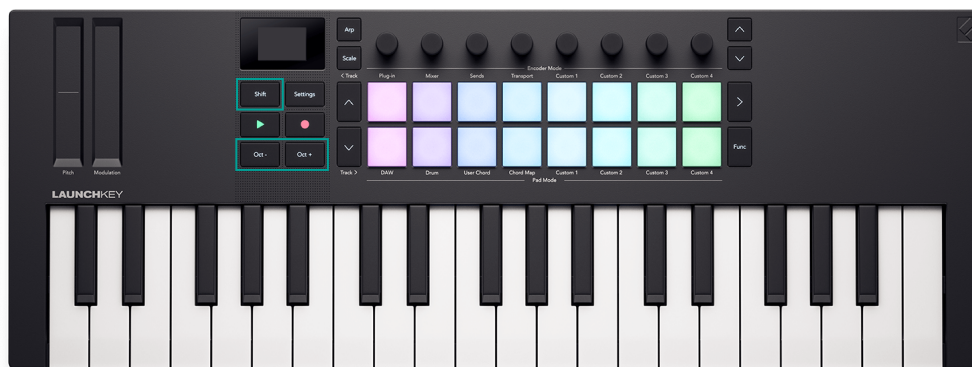 Arp
Scale
< Track
Plug-In
Mixer
Sends
Transport
Custom 1
Custom 2
Custom 3
Custom 4
Encoder Mode
Shift
Settings
Oct -
Oct +
Func
Track >
DAW
Drum
User Chord
Chord Map
Custom 1
Custom 2
Custom 3
Custom 4
Pad Mode
Pitch
Modulation
LAUNCHKEY